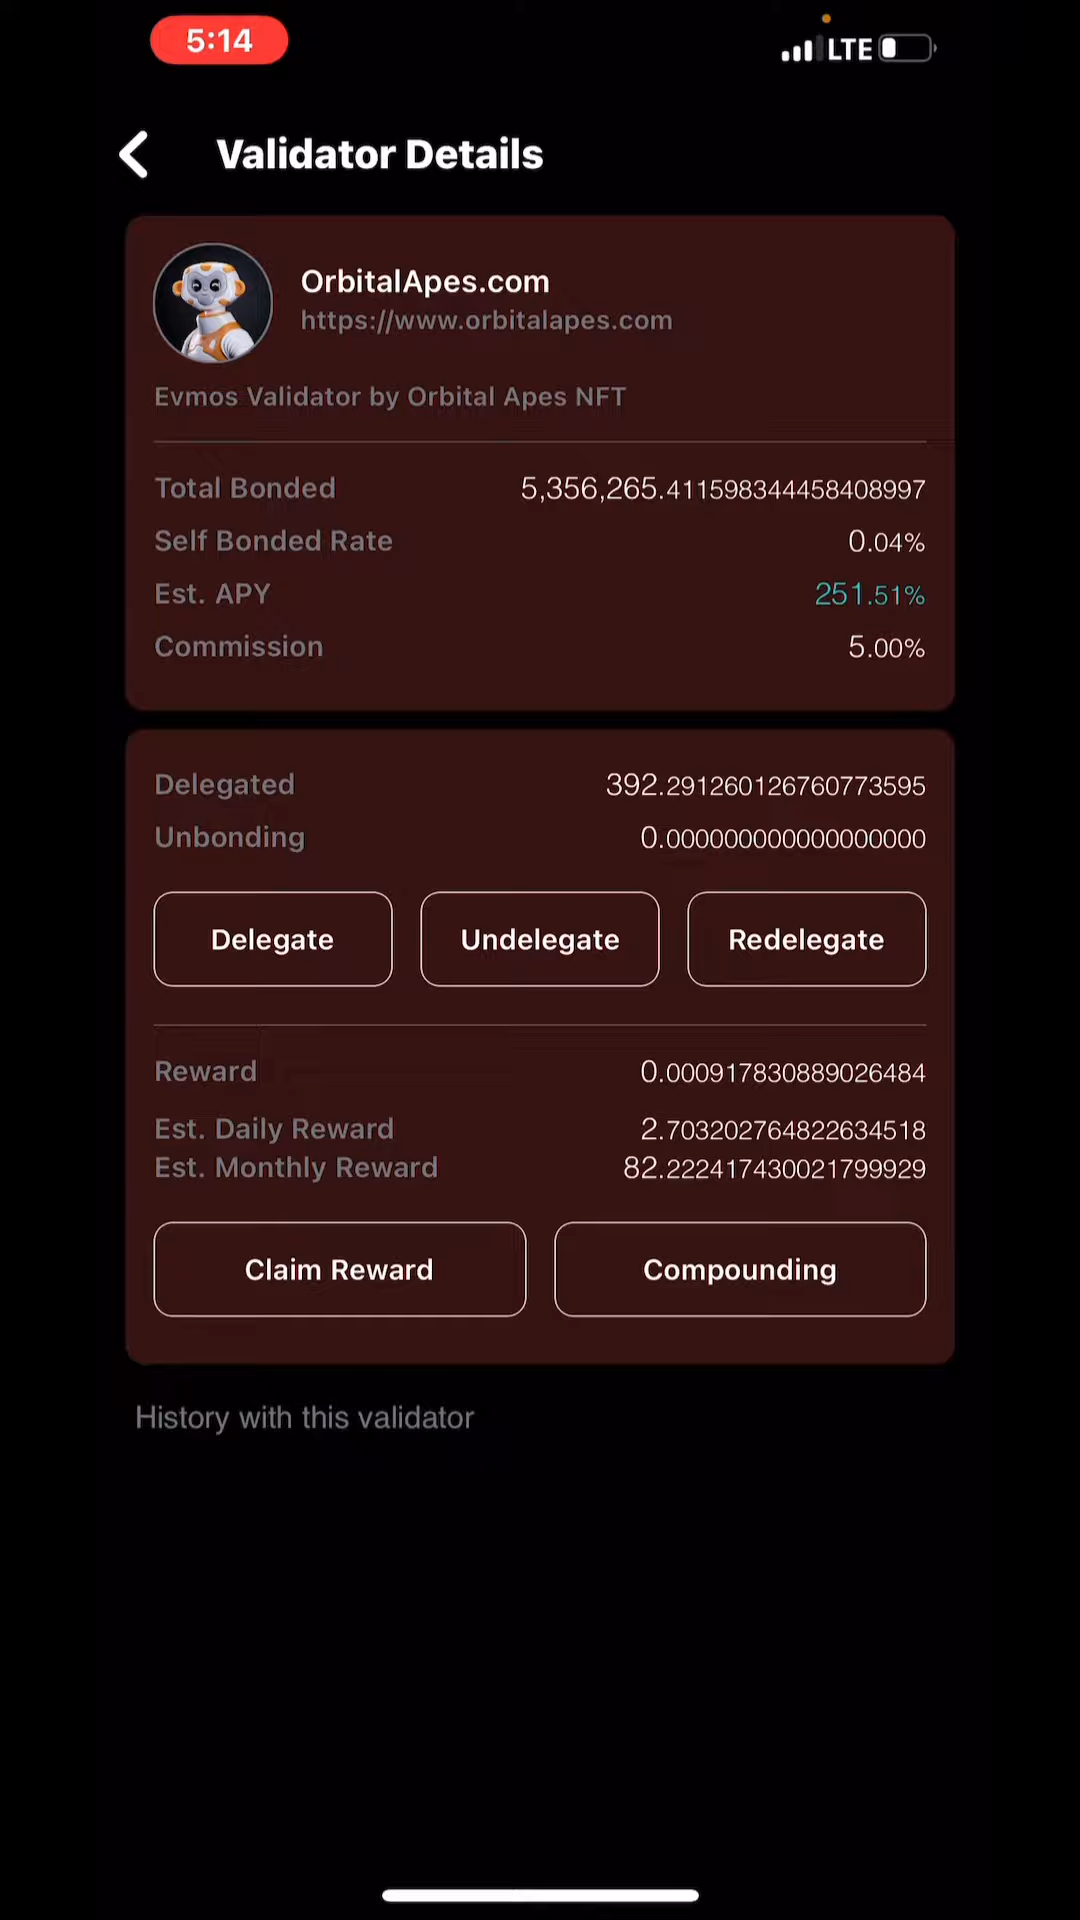 5:14
LTE
Validator Details
OrbitalApes.com
https://www.orbitalapes.com
Evmos Validator by Orbital Apes NFT
Total Bonded 5,356,265.411598344458408997
Self Bonded Rate 0.04%
Est. APY 251.51%
Commission 5.00%
Delegated 392.291260126760773595
Unbonding 0.000000000000000000
Delegate Undelegate Redelegate
Reward 0.000917830889026484
Est. Daily Reward 2.703202764822634518
Est. Monthly Reward 82.222417430021799929
Claim Reward Compounding
History with this validator